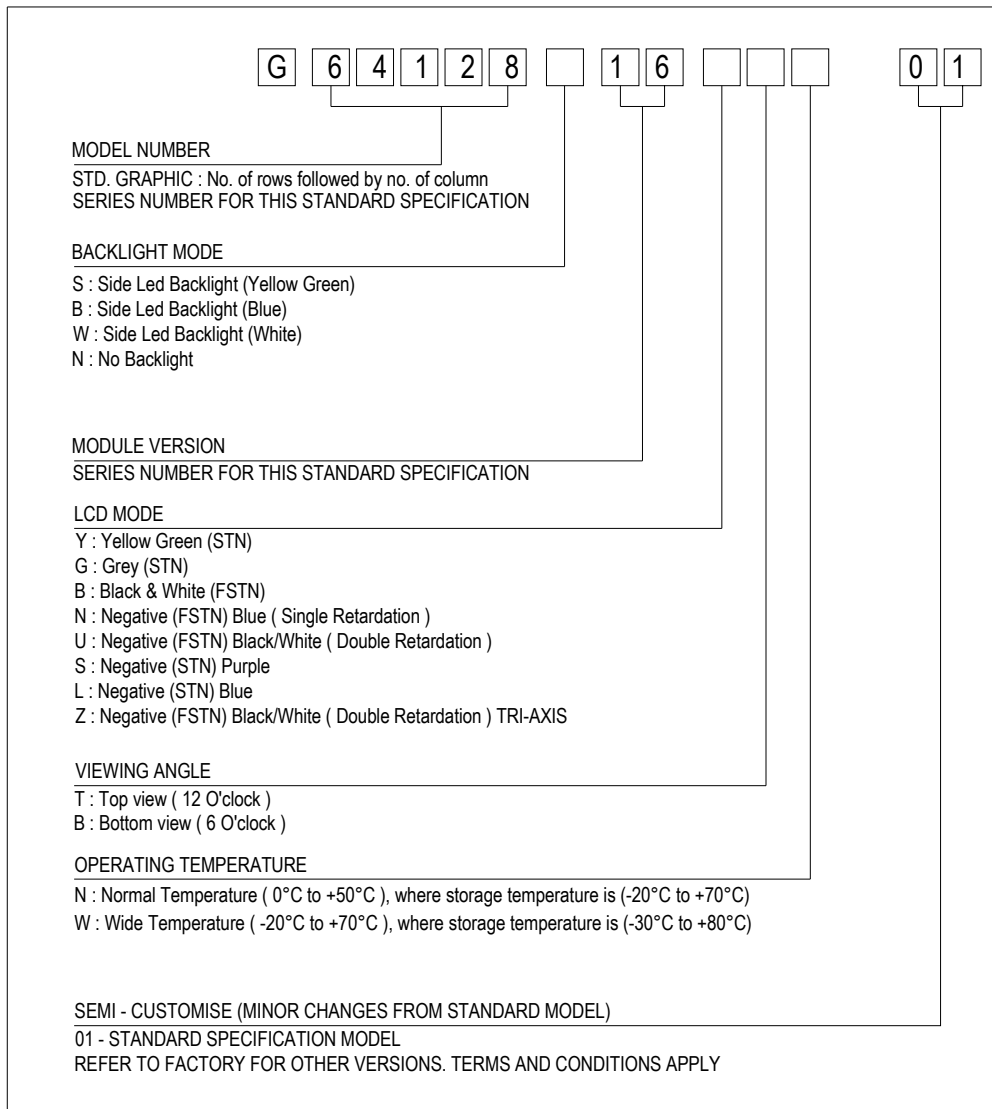 G 6 4 1 2 8 1 6 0 1
MODEL NUMBER
STD. GRAPHIC : No. of rows followed by no. of column
SERIES NUMBER FOR THIS STANDARD SPECIFICATION
BACKLIGHT MODE
S : Side Led Backlight (Yellow Green)
B : Side Led Backlight (Blue)
W : Side Led Backlight (White)
N : No Backlight
MODULE VERSION
SERIES NUMBER FOR THIS STANDARD SPECIFICATION
LCD MODE
Y : Yellow Green (STN)
G : Grey (STN)
B : Black & White (FSTN)
N : Negative (FSTN) Blue ( Single Retardation )
U : Negative (FSTN) Black/White ( Double Retardation )
S : Negative (STN) Purple
L : Negative (STN) Blue
Z : Negative (FSTN) Black/White ( Double Retardation ) TRI-AXIS
VIEWING ANGLE
T : Top view ( 12 O'clock )
B : Bottom view ( 6 O'clock )
OPERATING TEMPERATURE
N : Normal Temperature ( 0°C to +50°C ), where storage temperature is (-20°C to +70°C)
W : Wide Temperature ( -20°C to +70°C ), where storage temperature is (-30°C to +80°C)
SEMI - CUSTOMISE (MINOR CHANGES FROM STANDARD MODEL)
01 - STANDARD SPECIFICATION MODEL
REFER TO FACTORY FOR OTHER VERSIONS. TERMS AND CONDITIONS APPLY